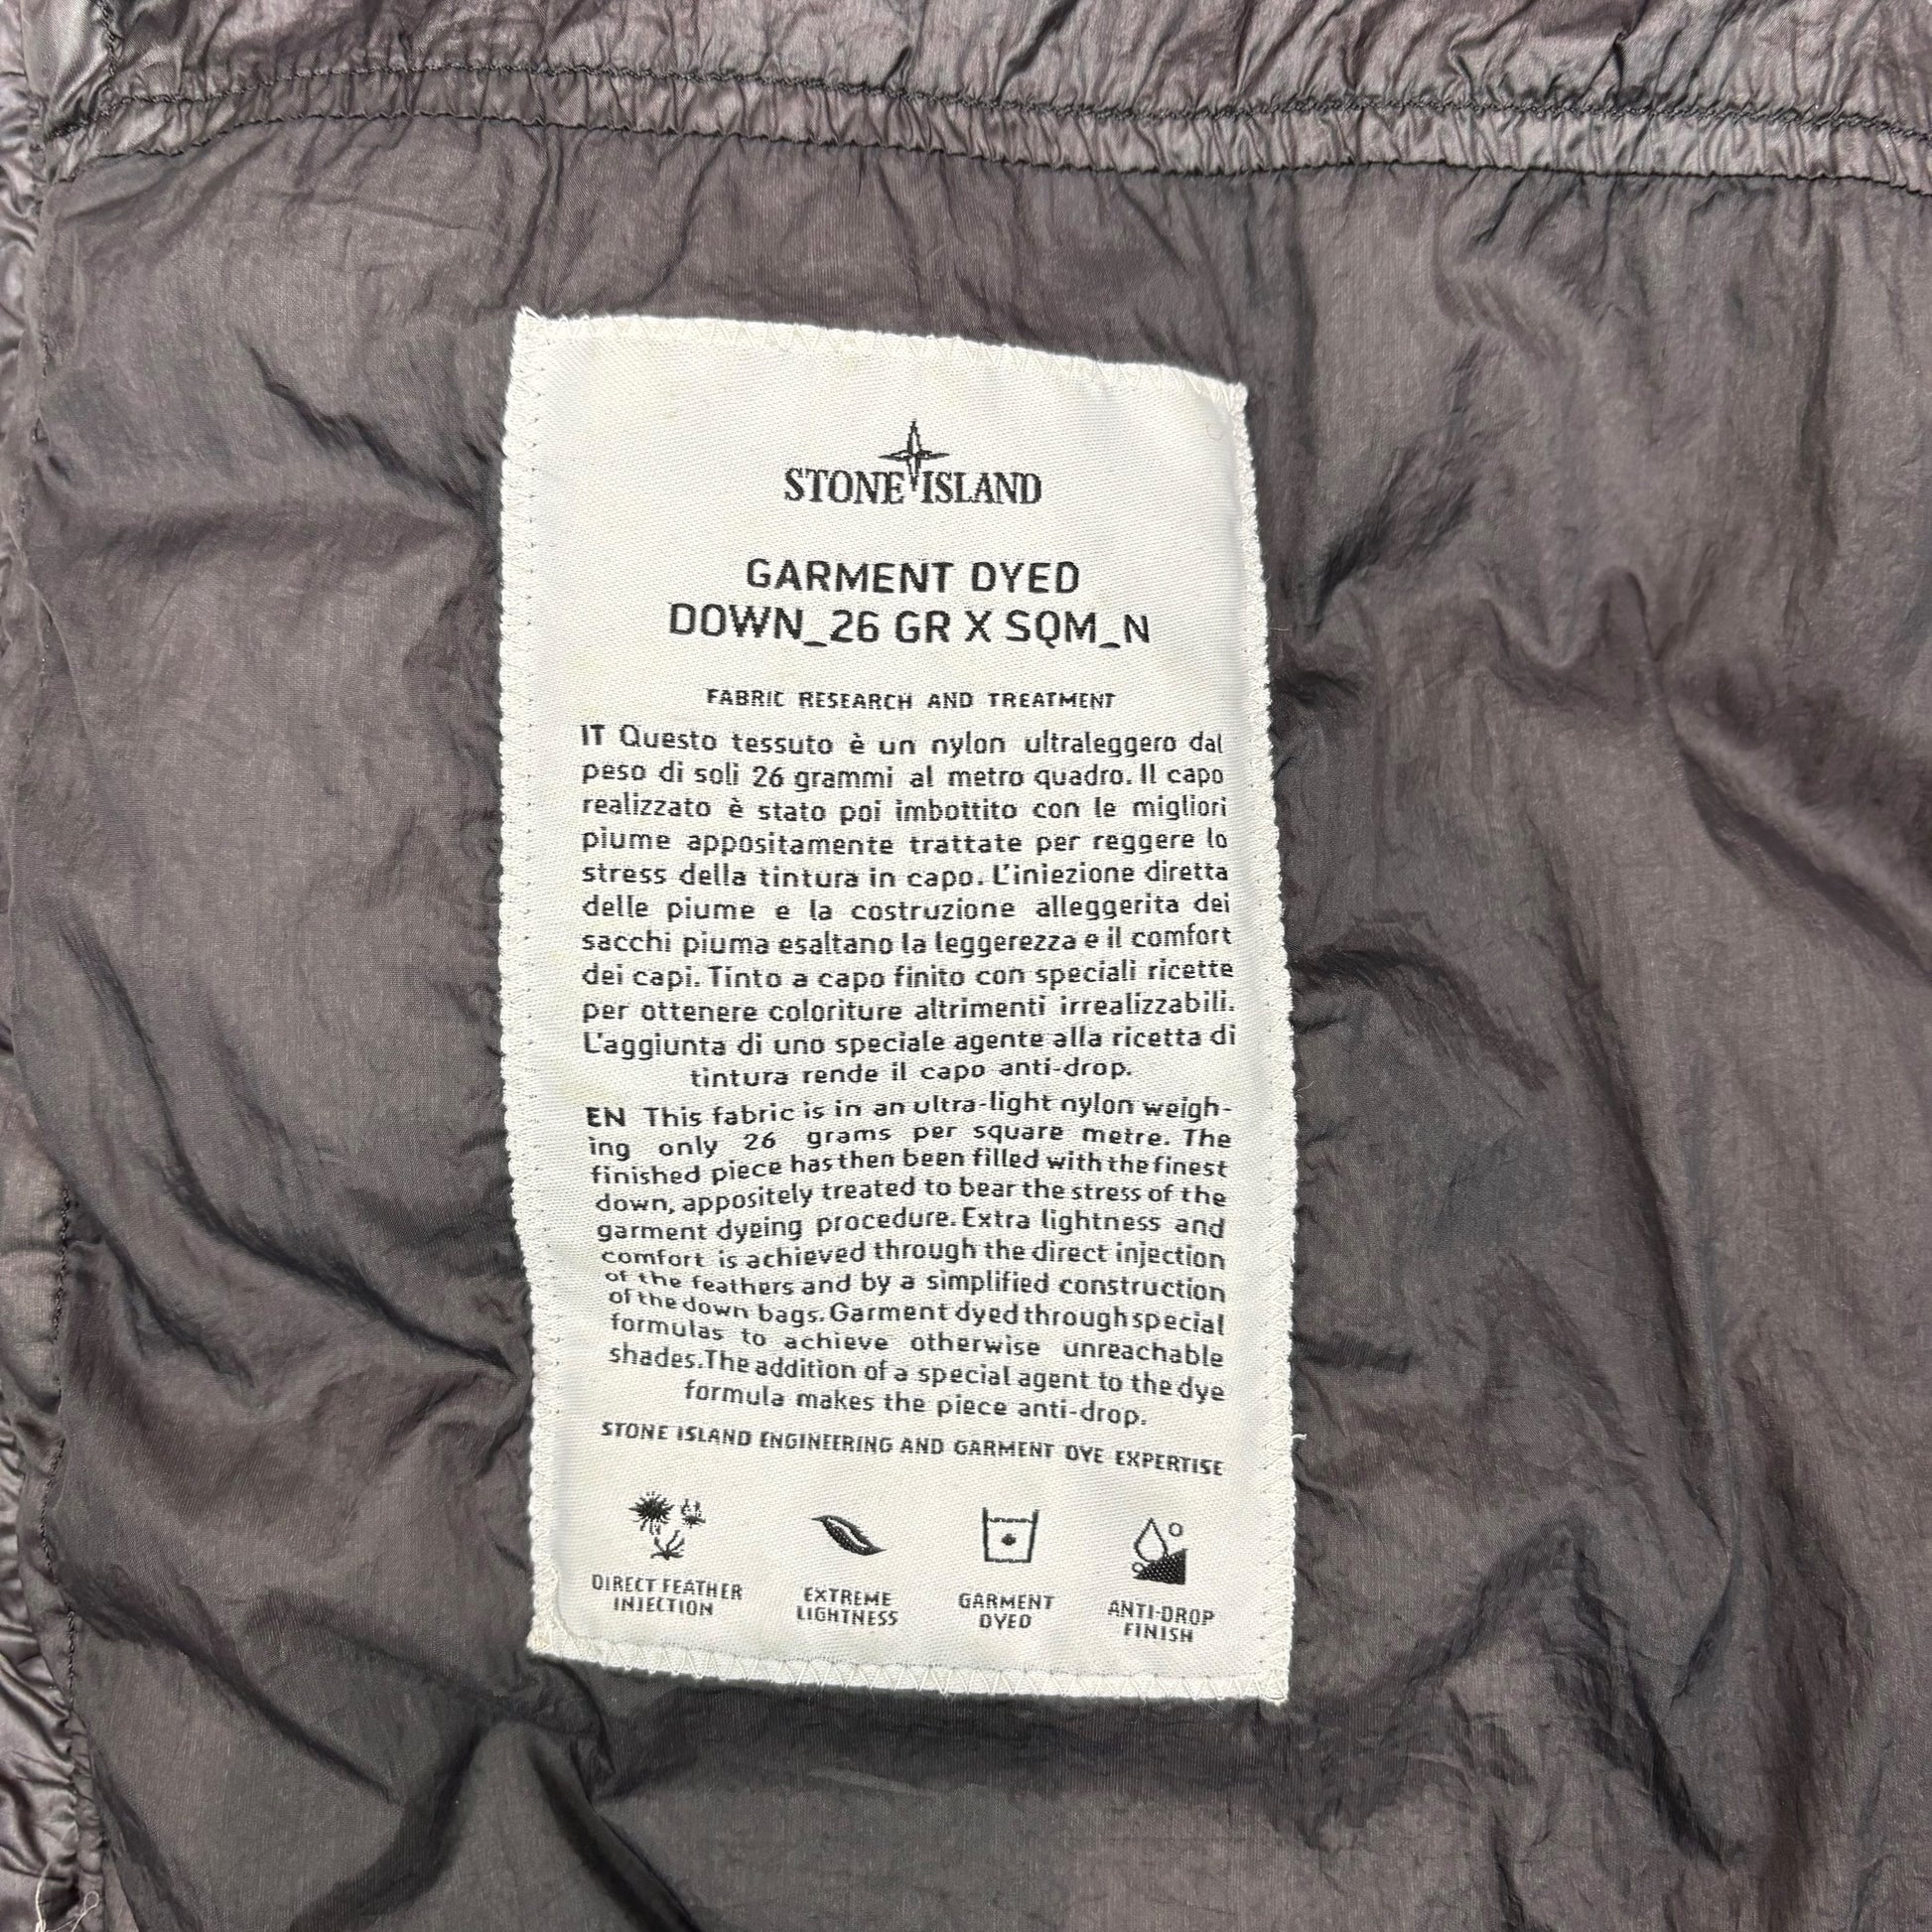 STONE ISLAND
GARMENT DYED
DOWN_26 GR X SQM_N
FABRIC RESEARCH AND TREATMENT
IT Questo tessuto è un nylon ultraleggero dal
peso di soli 26 grammi al metro quadro. Il capo
realizzato è stato poi imbottito con le migliori
piume appositamente trattate per reggere lo
stress della tintura in capo. L'iniezione diretta
delle piume e la costruzione alleggerita dei
sacchi piuma esaltano la leggerezza e il comfort
dei capi. Tinto a capo finito con speciali ricette
per ottenere coloriture altrimenti irrealizzabili.
L'aggiunta di uno speciale agente alla ricetta di
tintura rende il capo anti-drop.
EN This fabric is in an ultra-light nylon weigh-
ing only 26 grams per square metre. The
finished piece has then been filled with the finest
down, appositely treated to bear the stress of the
garment dyeing procedure. Extra lightness and
comfort is achieved through the direct injection
of the feathers and by a simplified construction
of the down bags. Garment dyed through special
formulas to achieve otherwise unreachable
shades. The addition of a special agent to the dye
formula makes the piece anti-drop.
STONE ISLAND ENGINEERING AND GARMENT DYE EXPERTISE
DIRECT FEATHER EXTREME GARMENT ANTI-DROP
INJECTION LIGHTNESS DYED FINISH